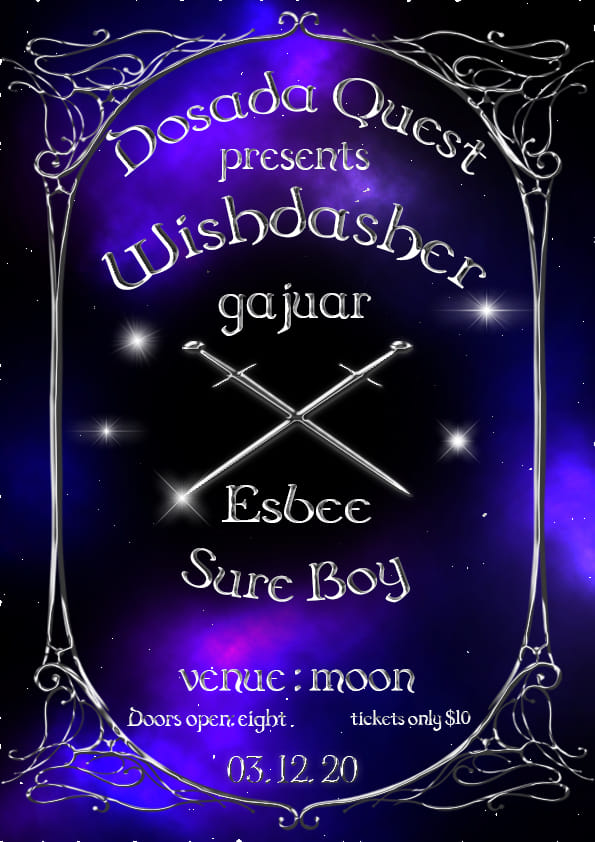 Dosada Quest
presents
Wishdasher
gajuar
Esbee
Sure Boy
venue : moon
Doors open. eight . tickets only $10
03. 12. 20